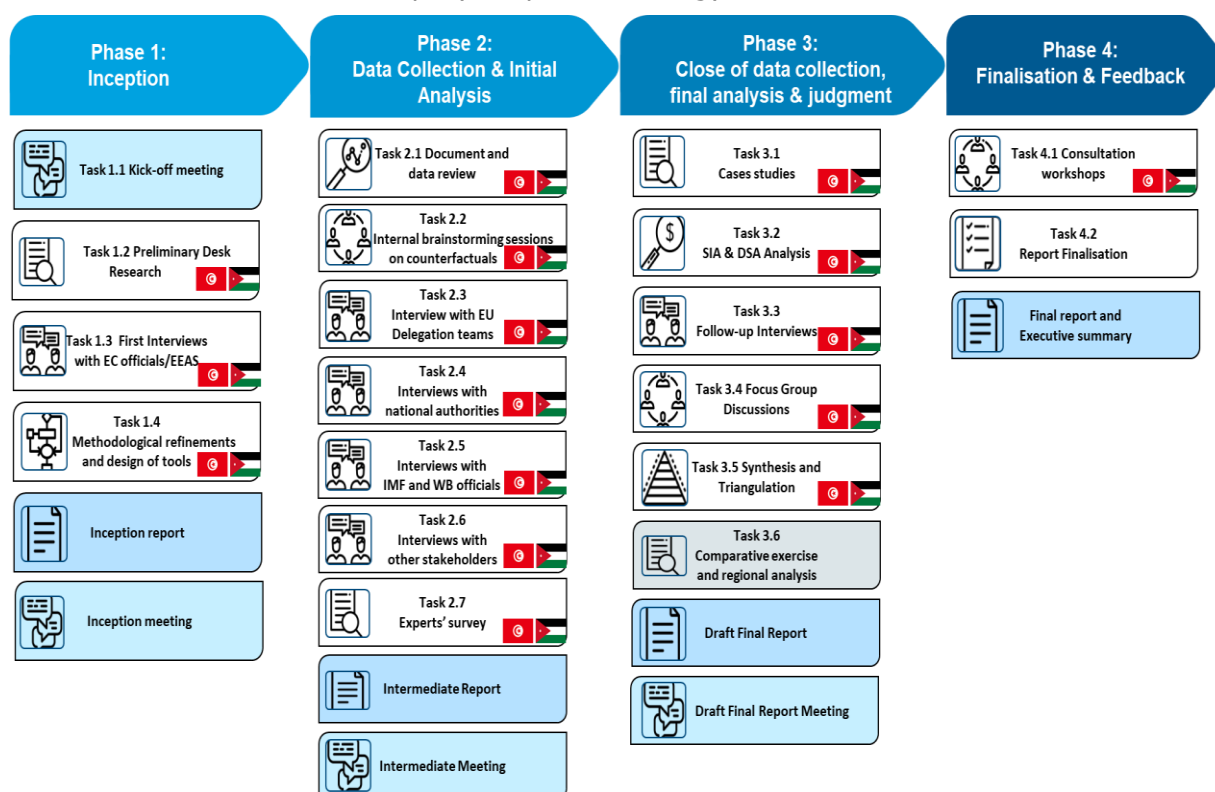 Phase 1:
Inception
Task 1.1 Kick-off meeting
Task 1.2 Preliminary Desk
Research
Task 1.3 First Interviews
with EC officials/EEAS
Task 1.4
Methodological refinements
and design of tools
Inception report
Inception meeting
Phase 2:
Data Collection & Initial
Analysis
Task 2.1 Document and
data review
Task 2.2
Internal brainstorming sessions
on counterfactuals
Task 2.3
Interview with EU
Delegation teams
Task 2.4
Interviews with
national authorities
Task 2.5
Interviews with
IMF and WB officials
Task 2.6
Interviews with
other stakeholders
Task 2.7
Experts’ survey
Intermediate Report
Intermediate Meeting
Phase 3:
Close of data collection,
final analysis & judgment
Task 3.1
Cases studies
$
Task 3.2
SIA & DSA Analysis
Task 3.3
Follow-up Interviews
Task 3.4 Focus Group
Discussions
Task 3.5 Synthesis and
Triangulation
Task 3.6
Comparative exercise
and regional analysis
Draft Final Report
Draft Final Report Meeting
Phase 4:
Finalisation & Feedback
Task 4.1 Consultation
workshops
Task 4.2
Report Finalisation
Final report and
Executive summary